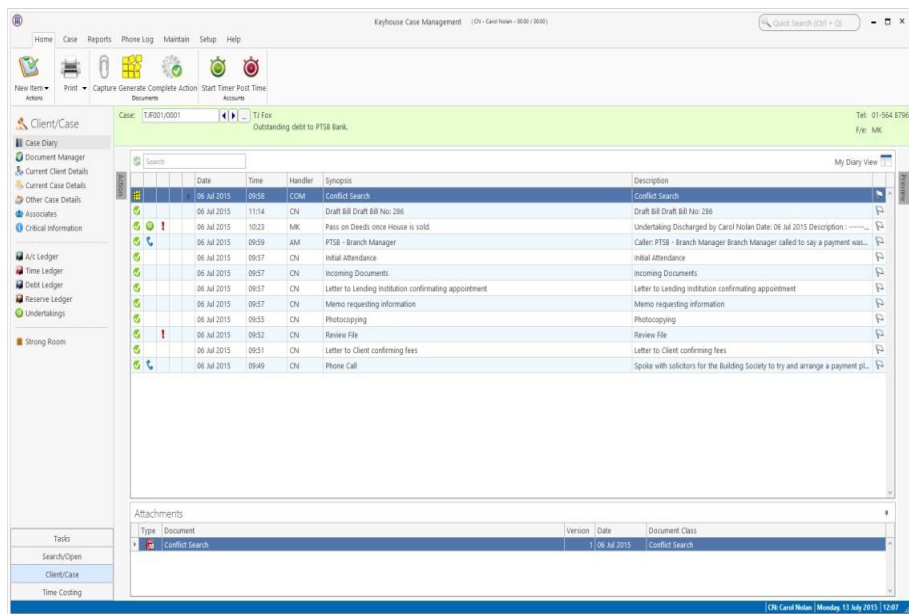 Keyhouse Case Management (CN - Carol Nolan - 00:00 / 00:00)
Quick Search (Ctrl + Q)
Home Case Reports Phone Log Maintain Setup Help
New Item Print Capture Generate Complete Action Start Timer Post Time
Actions Documents Accounts
Client/Case
Case: TJF001/0001 ... TJ Fox Tel: 01-564 8796
Outstanding debt to PTSB Bank. F/e: MK
Case Diary
Document Manager
Current Client Details
Current Case Details
Other Case Details
Associates
Critical Information
A/c Ledger
Time Ledger
Debt Ledger
Reserve Ledger
Undertakings
Strong Room
Action
Search My Diary View
Preview
Date Time Handler Synopsis Description
06 Jul 2015 09:58 COM Conflict Search Conflict Search
06 Jul 2015 11:14 CN Draft Bill Draft Bill No: 286 Draft Bill Draft Bill No: 286
06 Jul 2015 10:23 MK Pass on Deeds once House is sold. Undertaking Discharged by Carol Nolan Date: 06 Jul 2015 Description : ------...
06 Jul 2015 09:59 AM PTSB - Branch Manager Caller: PTSB - Branch Manager Branch Manager called to say a payment was...
06 Jul 2015 09:57 CN Initial Attendance Initial Attendance
06 Jul 2015 09:57 CN Incoming Documents Incoming Documents
06 Jul 2015 09:57 CN Letter to Lending Institution confirmating appointment Letter to Lending Institution confirmating appointment
06 Jul 2015 09:57 CN Memo requesting information Memo requesting information
06 Jul 2015 09:55 CN Photocopying Photocopying
06 Jul 2015 09:52 CN Review File Review File
06 Jul 2015 09:51 CN Letter to Client confirming fees Letter to Client confirming fees
06 Jul 2015 09:49 CN Phone Call Spoke with solicitors for the Building Society to try and arrange a payment pl...
Attachments
Type Document Version Date Document Class
Conflict Search 1 06 Jul 2015 Conflict Search
Tasks
Search/Open
Client/Case
Time Costing
CN: Carol Nolan Monday, 13 July 2015 12:07